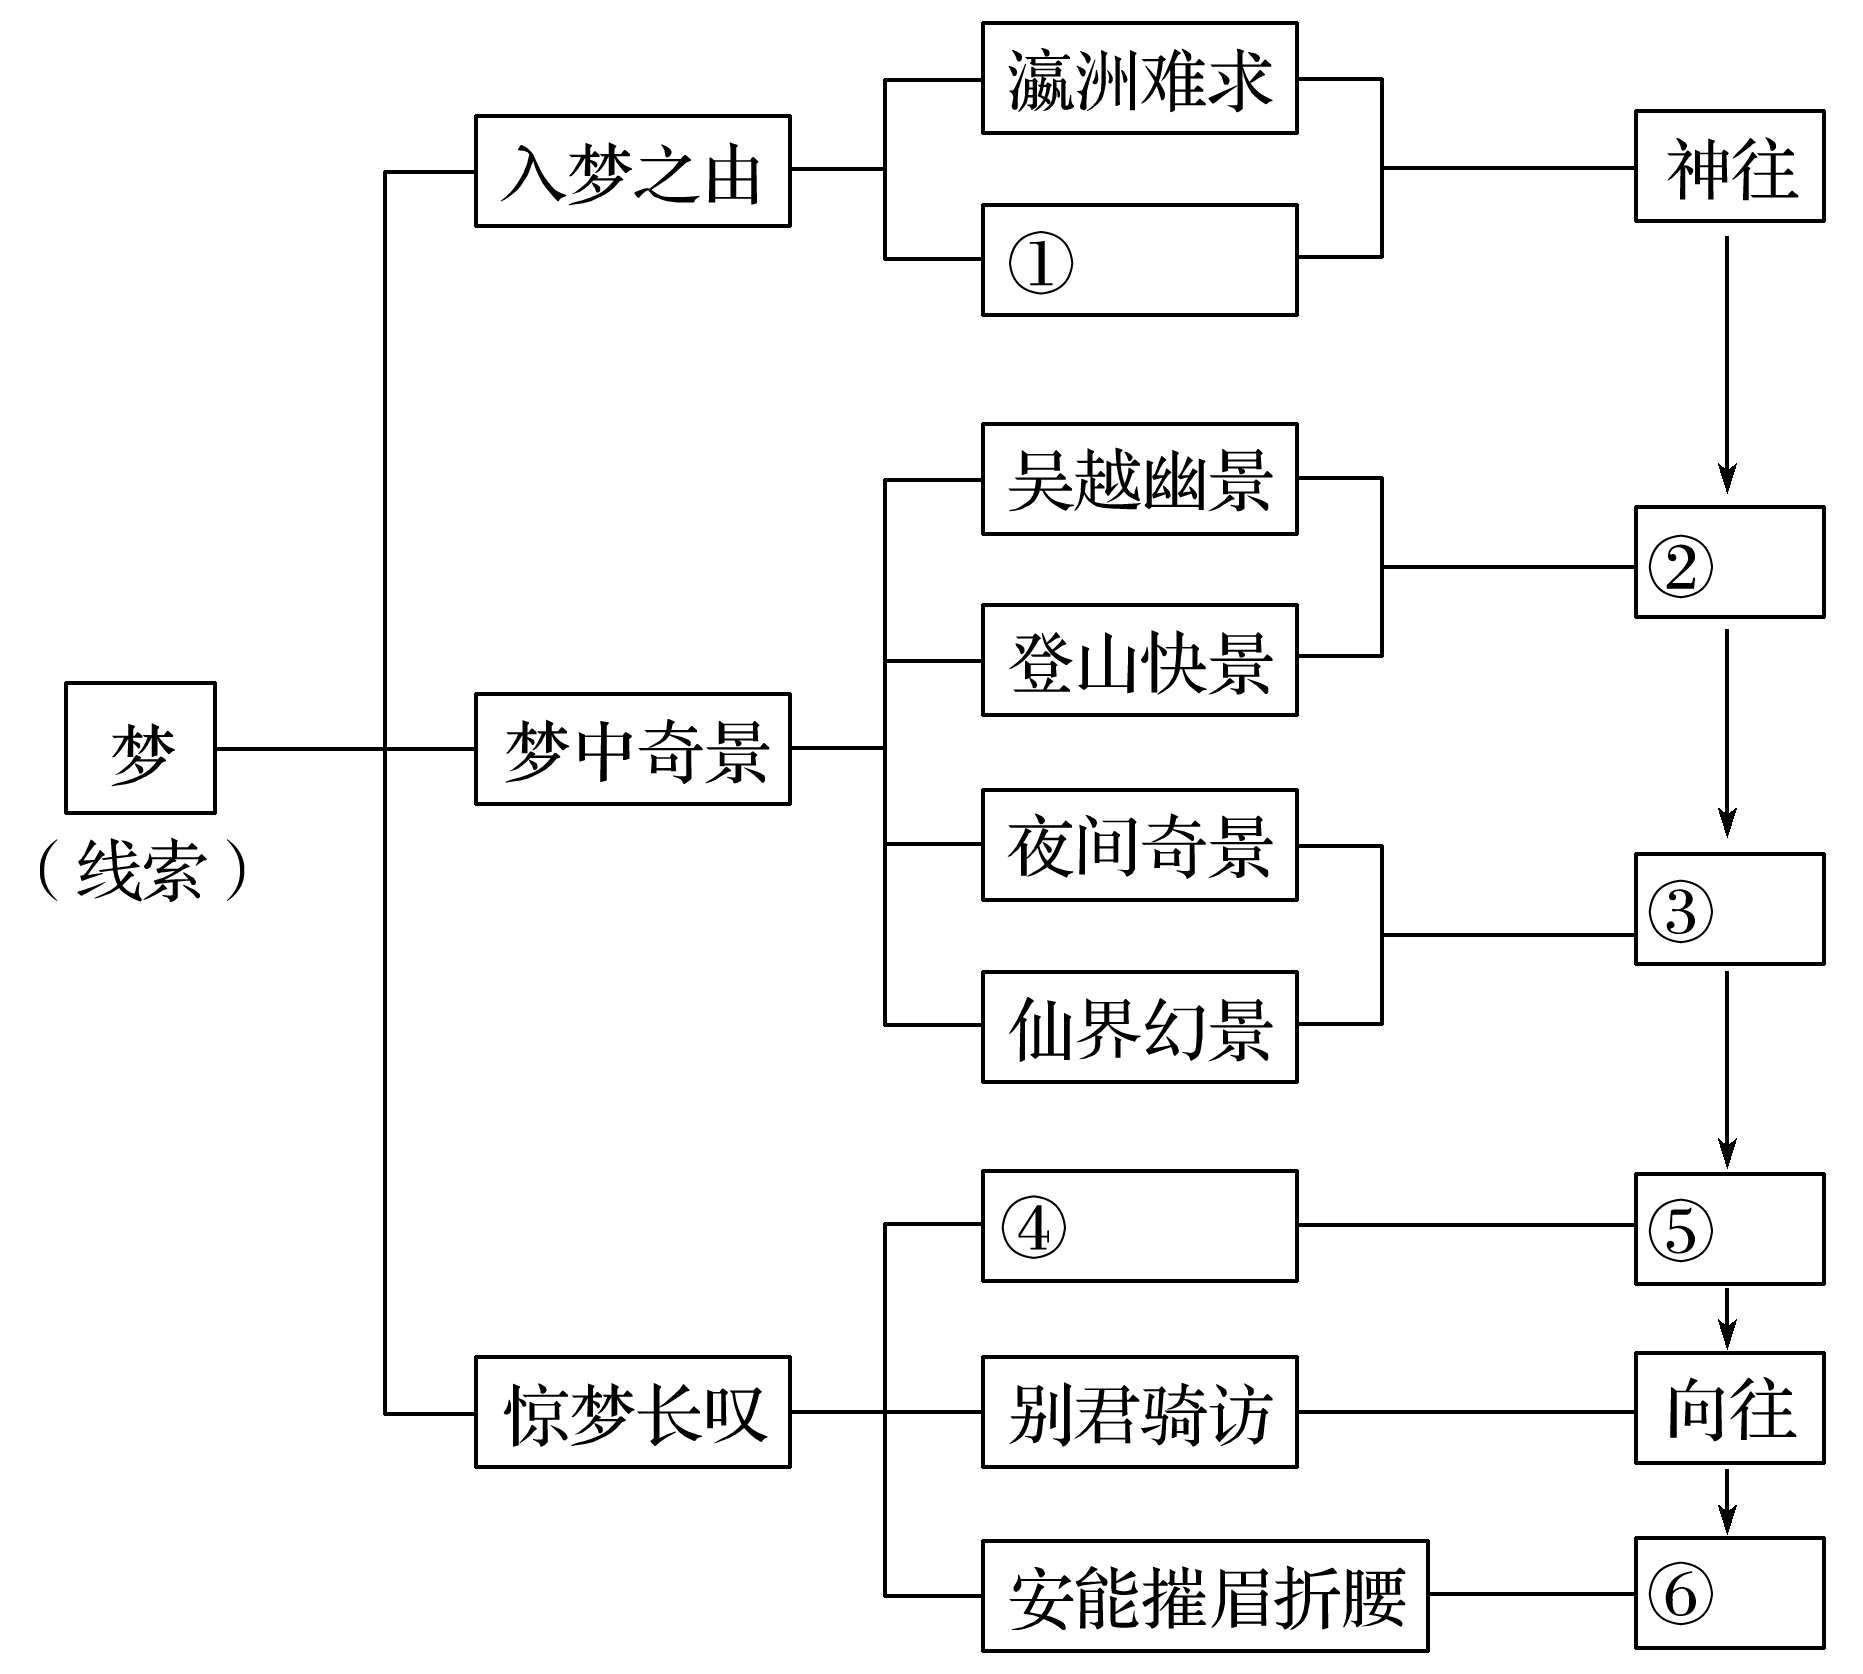 瀛洲难求
入梦之由
神往
①
吴越幽景
②
登山快景
梦
（线索）
梦中奇景
夜间奇景
③
仙界幻景
④
⑤
惊梦长叹
别君骑访
向往
安能摧眉折腰
⑥